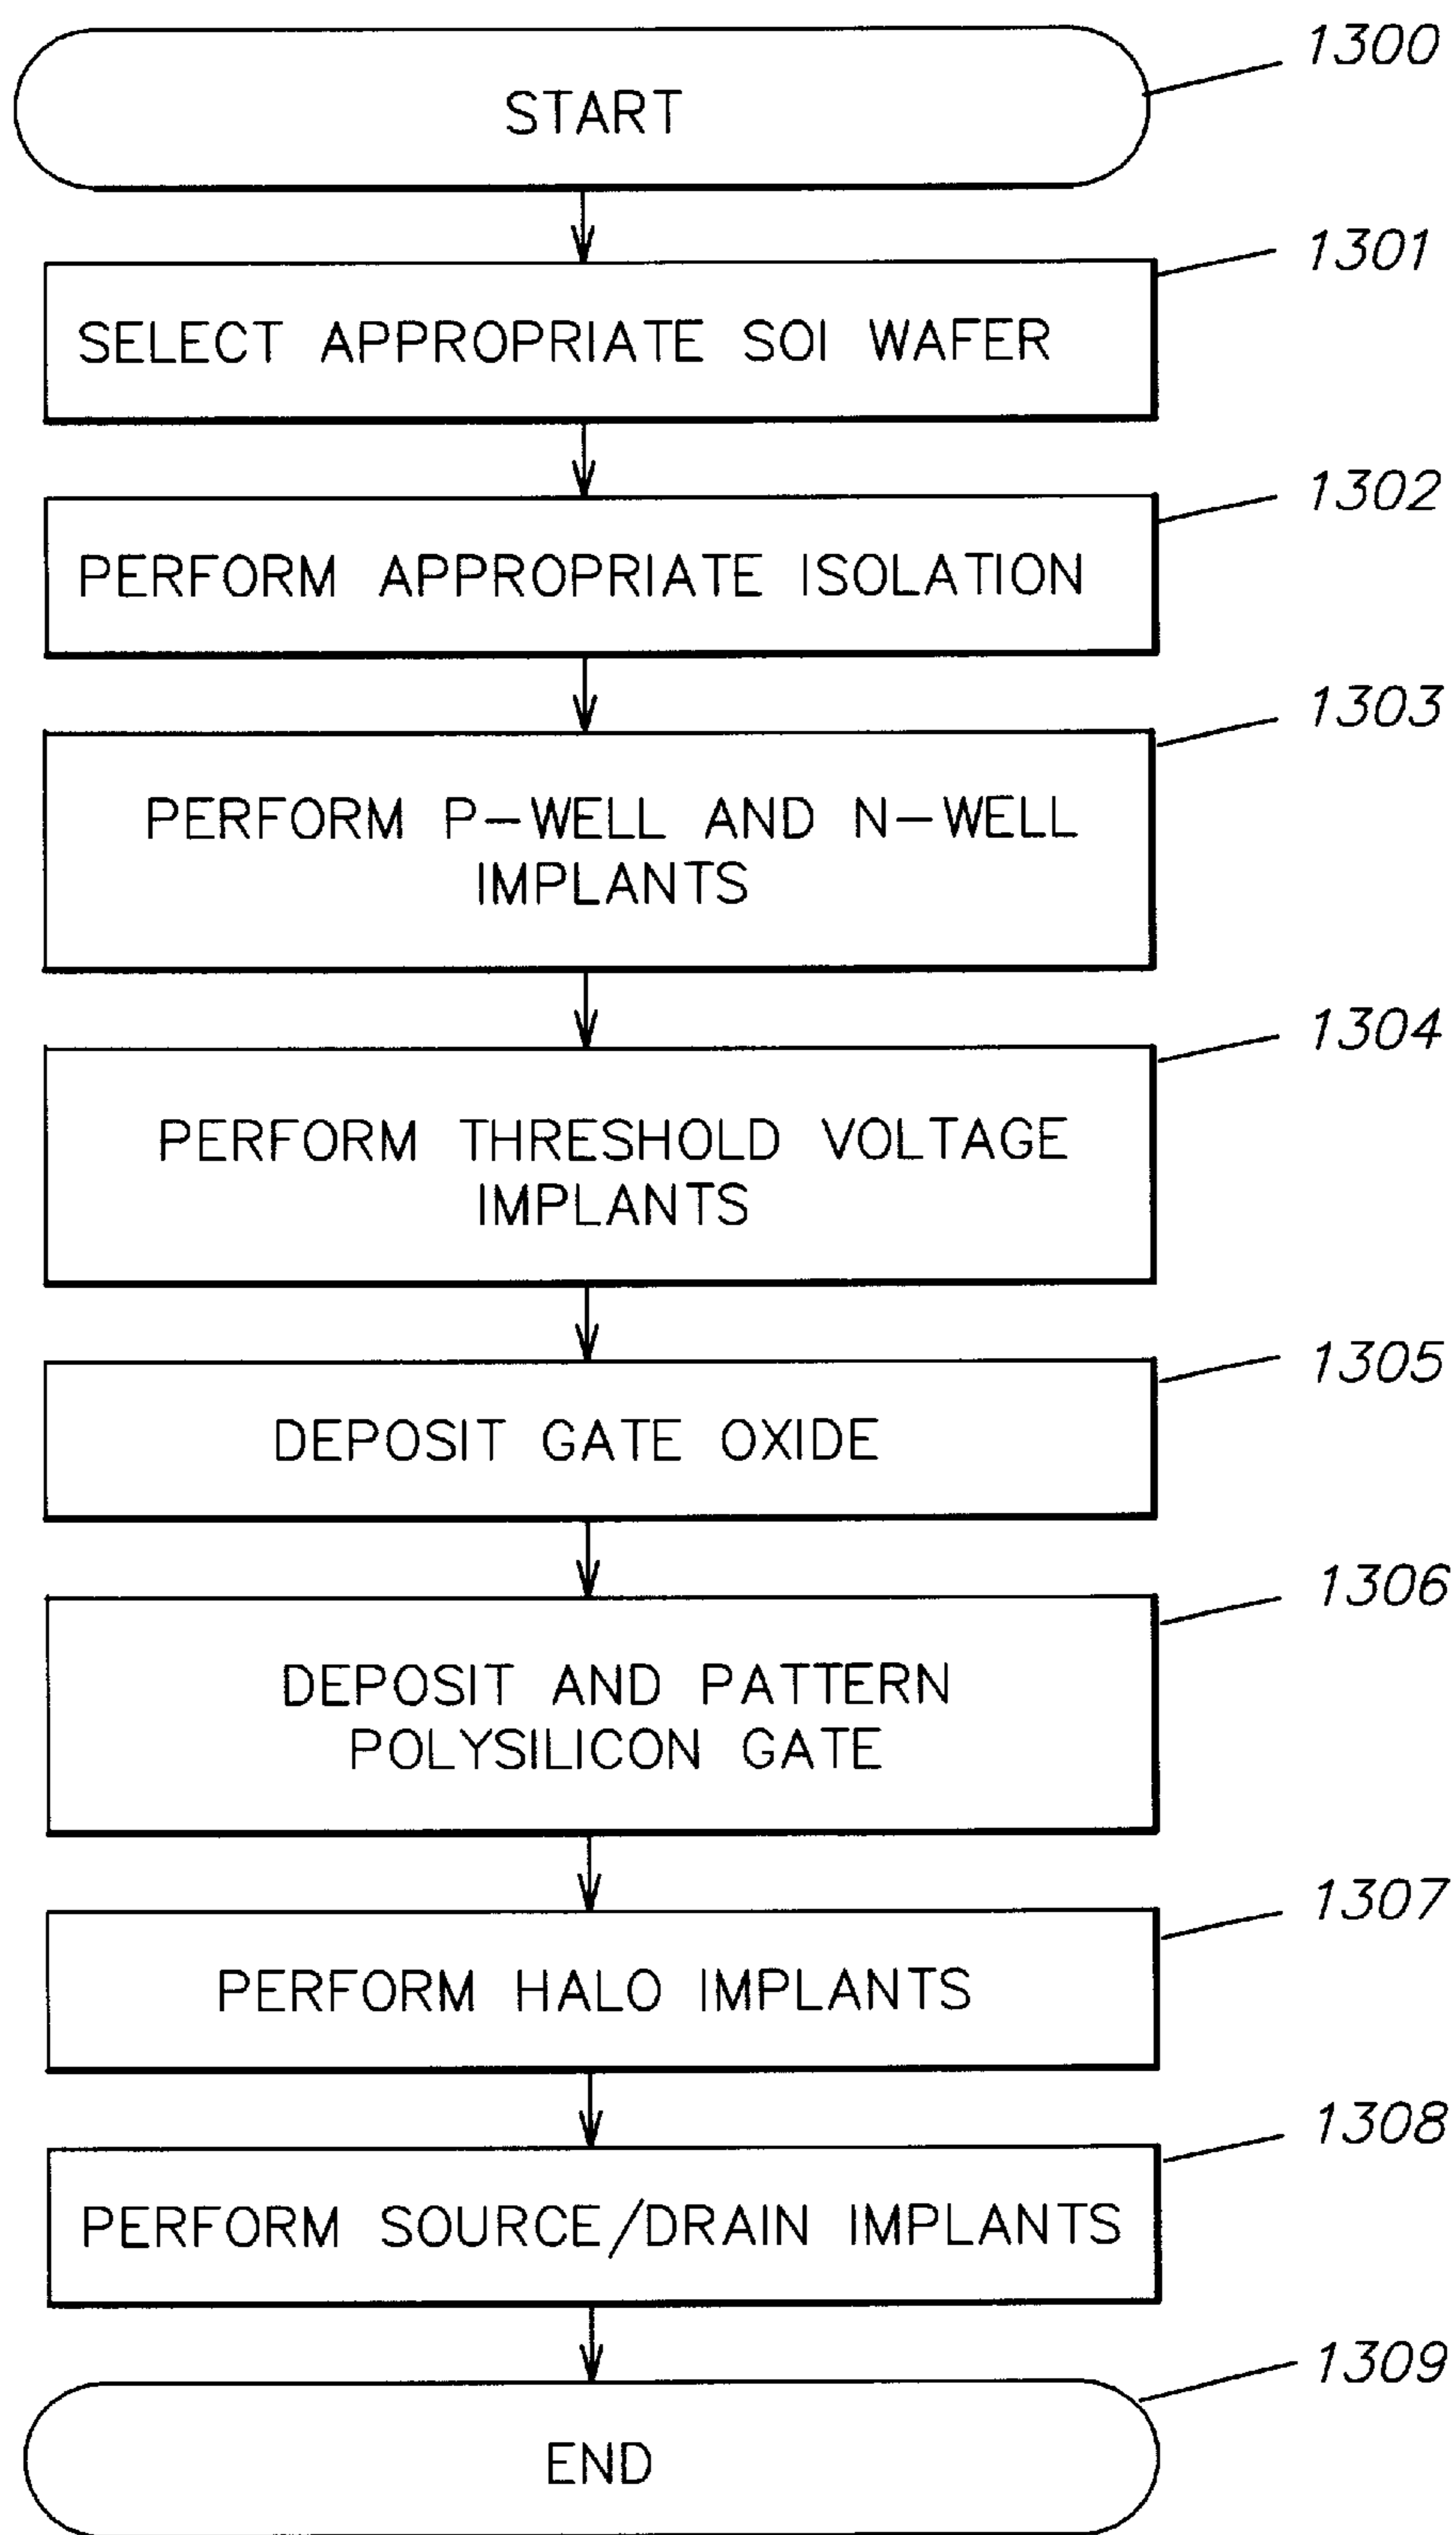 1300
START
1301
SELECT APPROPRIATE SOI WAFER
1302
PERFORM APPROPRIATE ISOLATION
1303
PERFORM P-WELL AND N-WELL
IMPLANTS
1304
PERFORM THRESHOLD VOLTAGE
IMPLANTS
1305
DEPOSIT GATE OXIDE
1306
DEPOSIT AND PATTERN
POLYSILICON GATE
1307
PERFORM HALO IMPLANTS
1308
PERFORM SOURCE/DRAIN IMPLANTS
1309
END